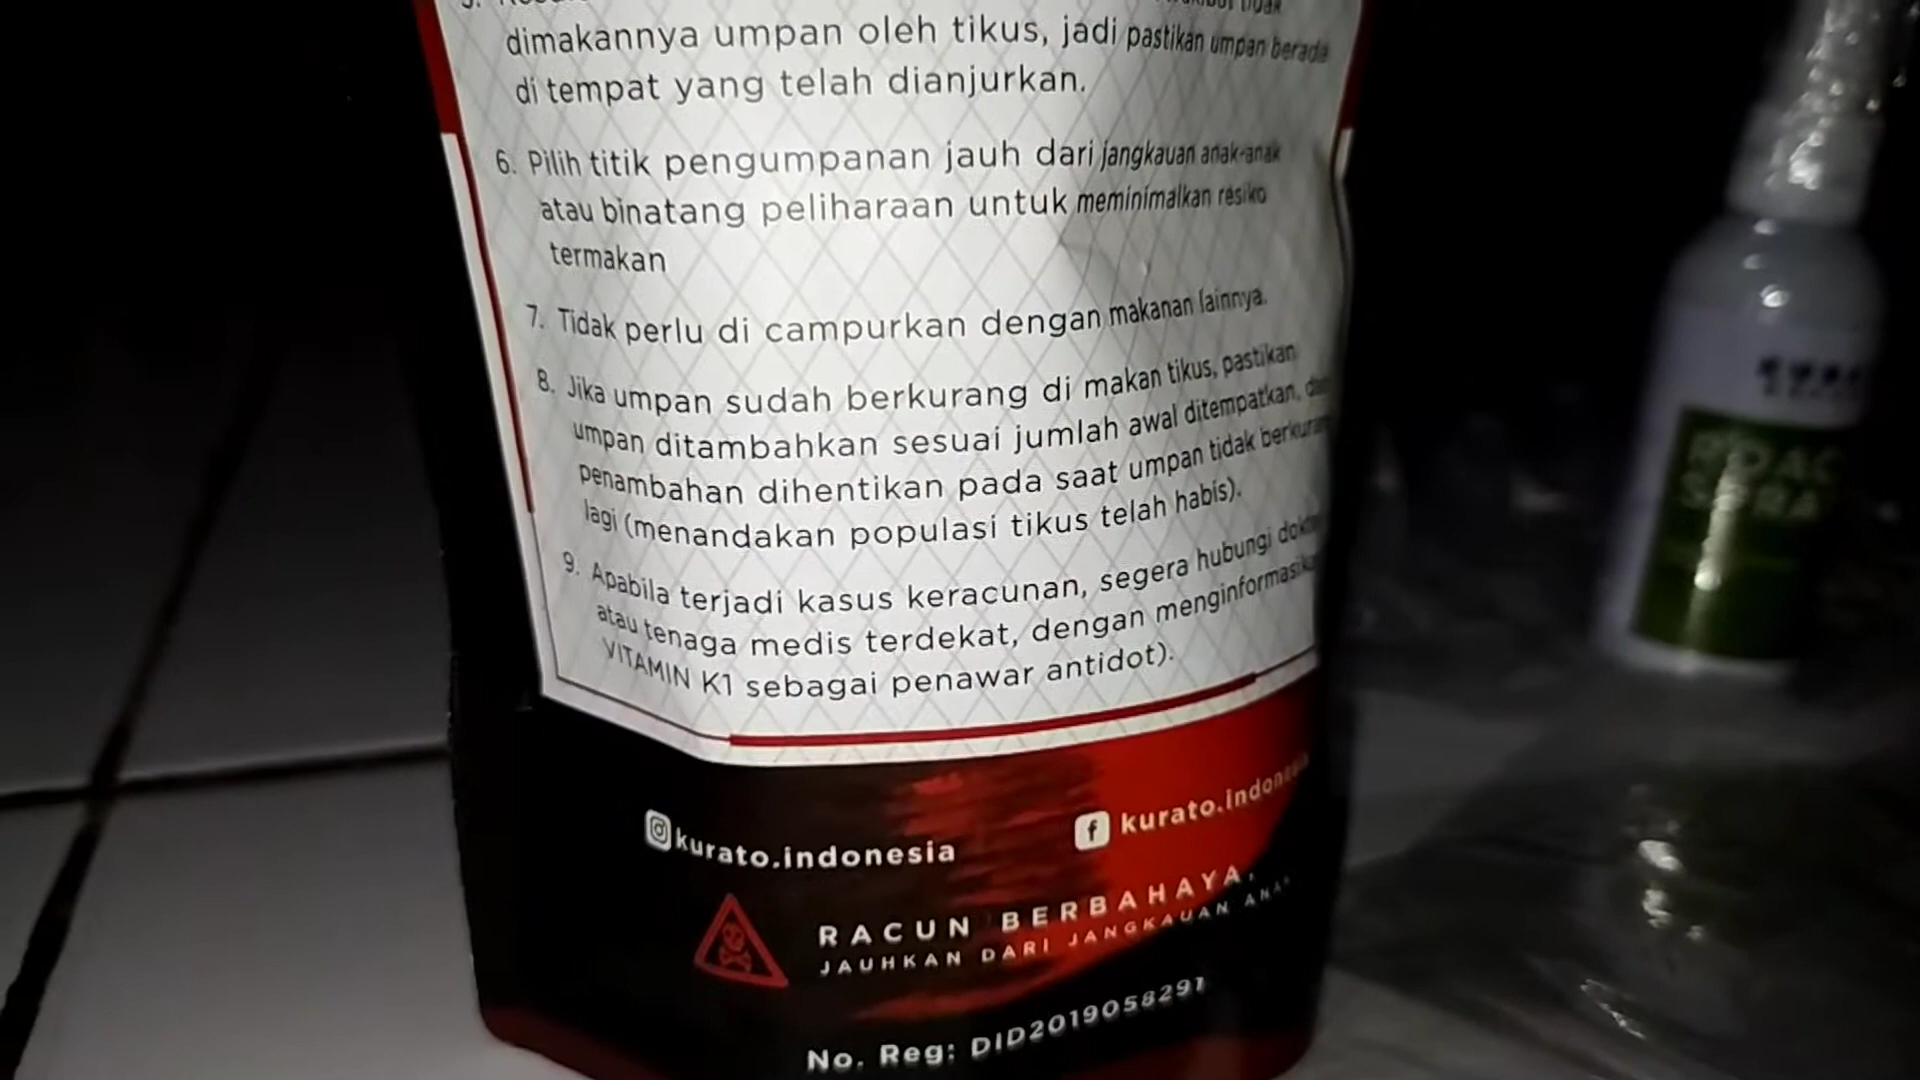 dimakannya umpan oleh tikus, jadi pastikan umpan berada
di tempat yang telah dianjurkan.
6. Pilih titik pengumpanan jauh dari jangkauan anak-anak
atau binatang peliharaan untuk meminimalkan resiko
termakan
7. Tidak perlu di campurkan dengan makanan lainnya.
8. Jika umpan sudah berkurang di makan tikus, pastikan
umpan ditambahkan sesuai jumlah awal ditempatkan,
penambahan dihentikan pada saat umpan tidak
lagi (menandakan populasi tikus telah habis).
9. Apabila terjadi kasus keracunan, segera hubungi
atau tenaga medis terdekat, dengan
VITAMIN K1 sebagai penawar antidot).
kurato.indonesia
kurato.indonesia
RACUN BERBAHAYA.
JAUHKAN DARI JANGKAUAN
No. Reg: DID2019058291